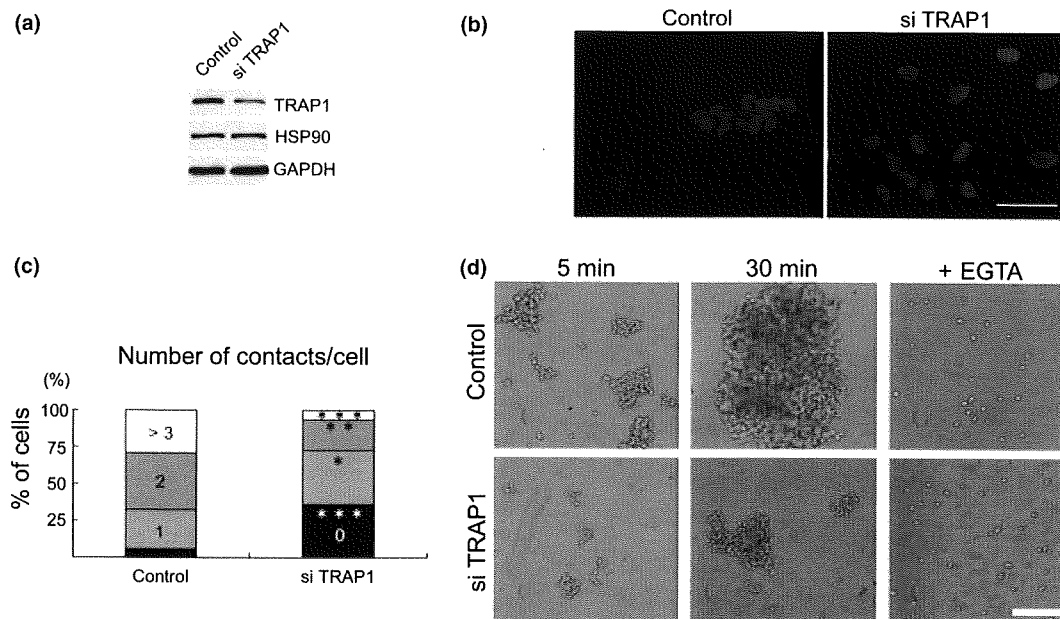 (a)
Control
si TRAP1
TRAP1
HSP90
GAPDH
(b)
Control
si TRAP1
(c)
Number of contacts/cell
(%)
% of cells
100
75
50
25
> 3
2
1
* * *
* *
*
* * *
0
Control
si TRAP1
(d)
5 min
30 min
+ EGTA
Control
si TRAP1